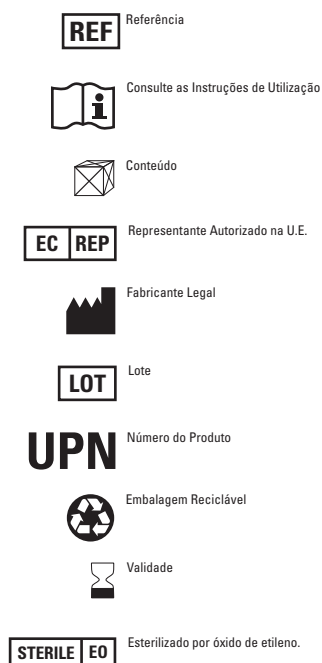 REF Referência
i Consulte as Instruções de Utilização
Conteúdo
EC REP Representante Autorizado na U.E.
Fabricante Legal
LOT Lote
UPN Número do Produto
Embalagem Reciclável
Validade
STERILE EO Esterilizado por óxido de etileno.